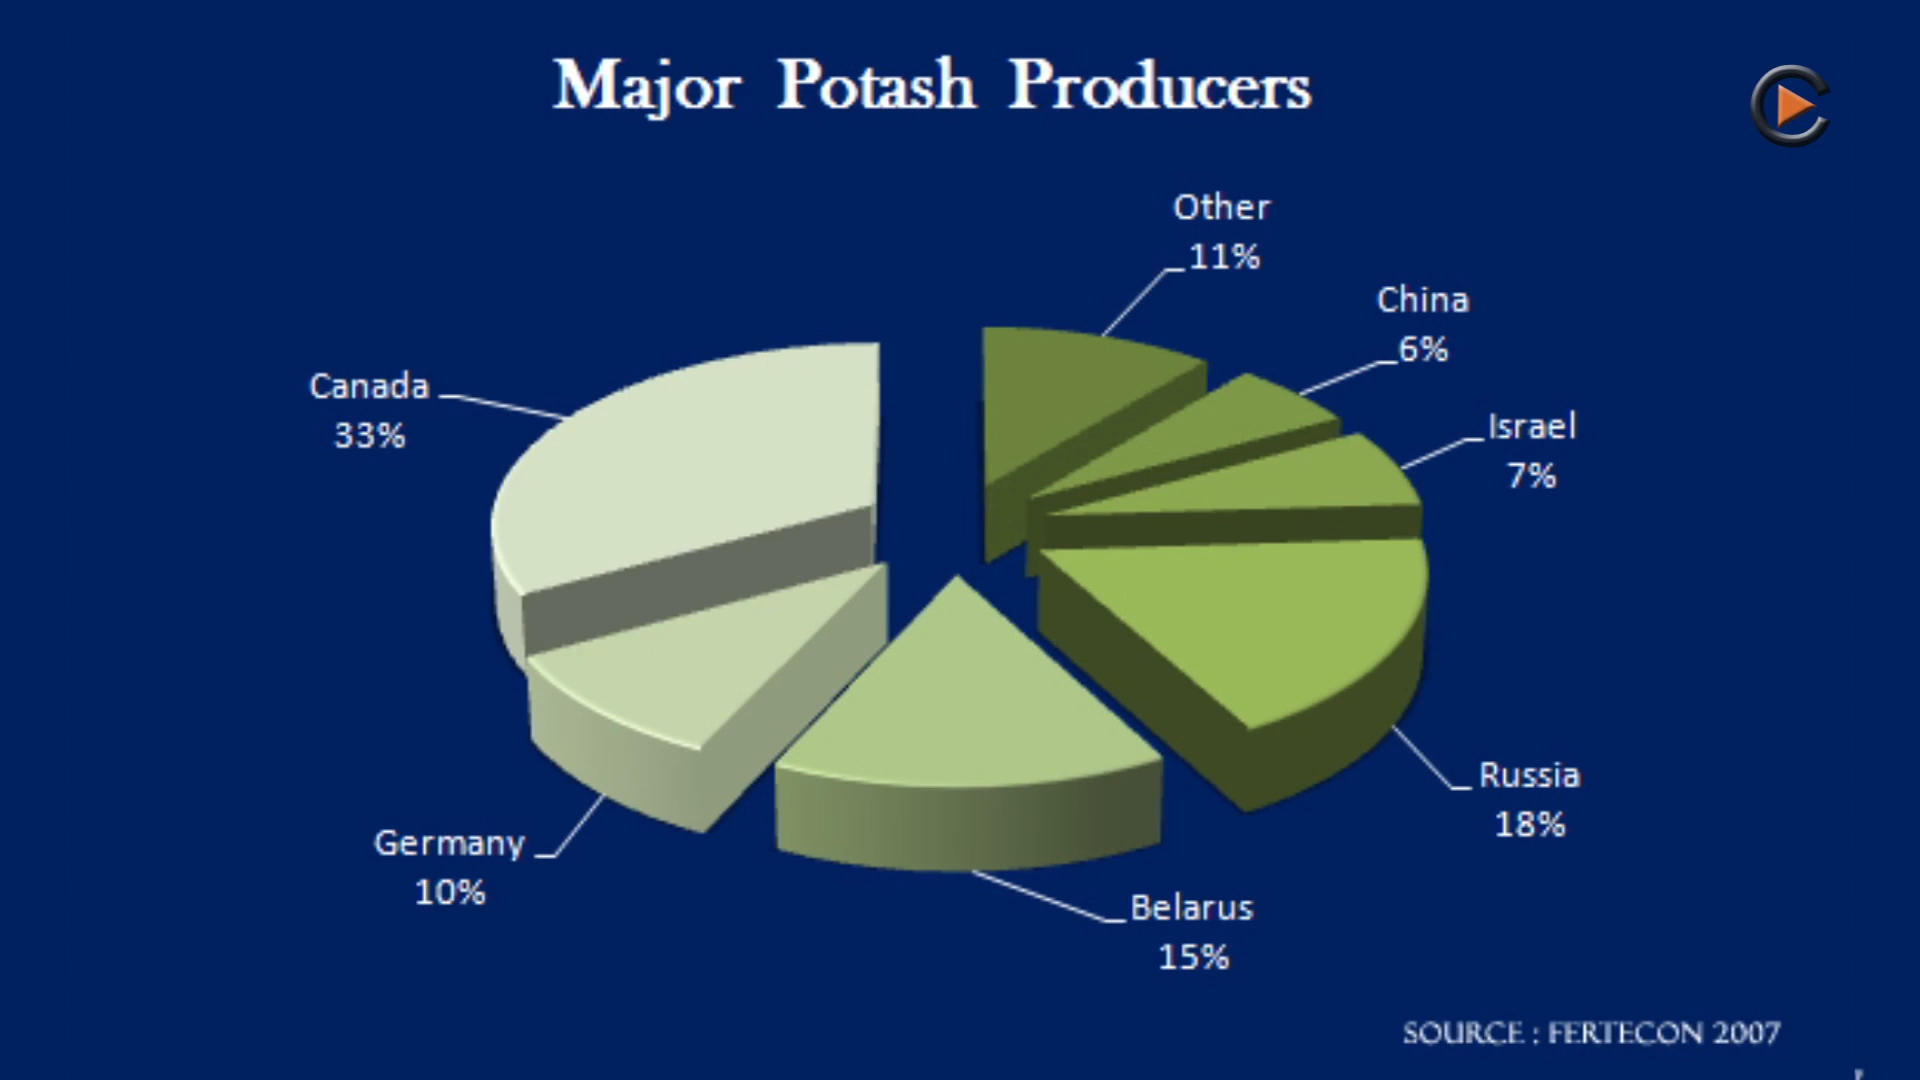 Major Potash Producers
Other
11%
China
6%
Israel
7%
Canada
33%
Russia
18%
Germany
10%
Belarus
15%
SOURCE : FERTECON 2007